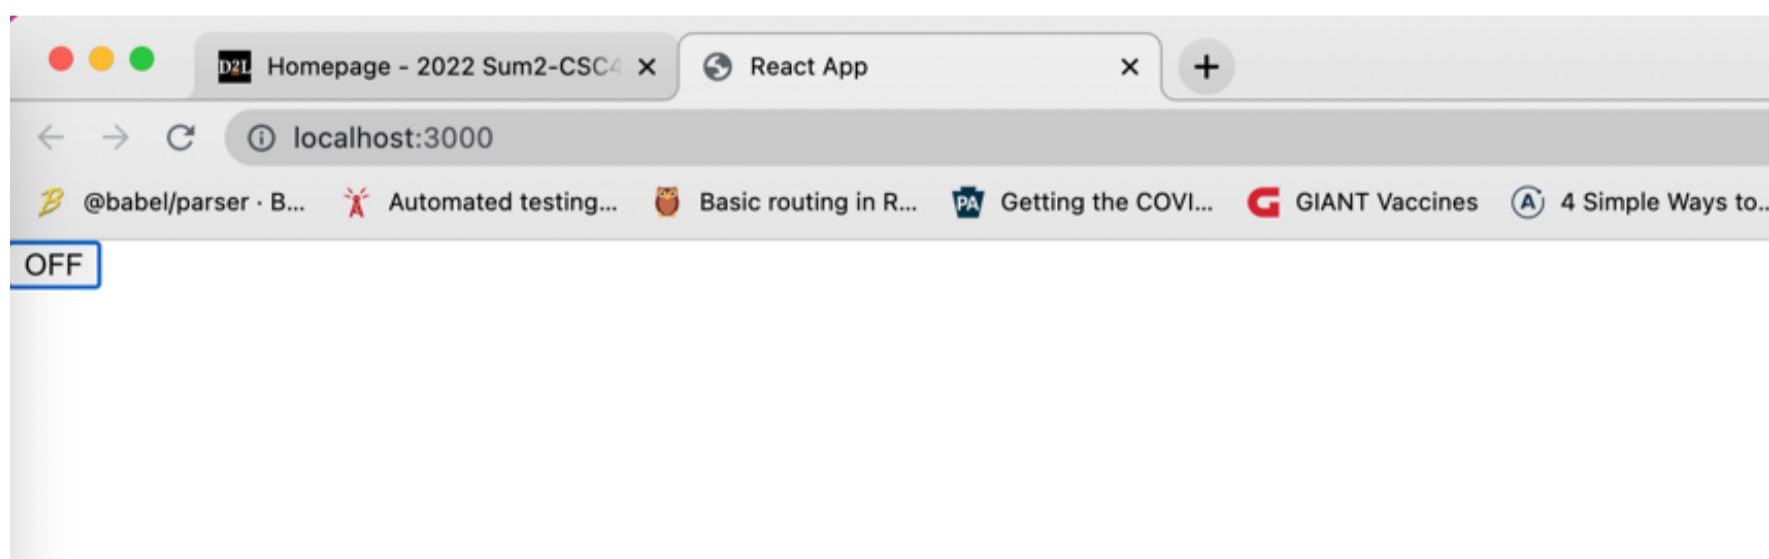 D2L Homepage - 2022 Sum2-CSC4 React App
localhost:3000
@babel/parser · B... Automated testing... Basic routing in R... PA Getting the COVI... GIANT Vaccines A 4 Simple Ways to...
OFF